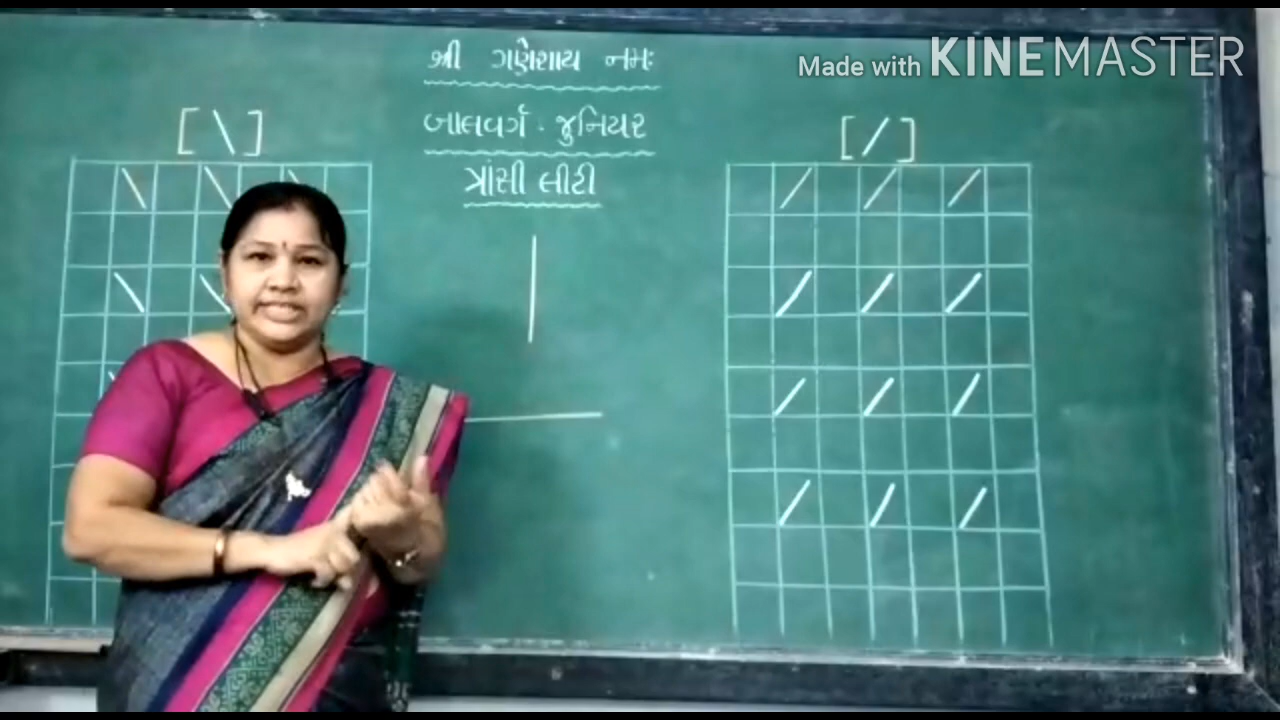 શ્રી ગણેશાય નમઃ
બાલવર્ગ - જુનિયર
ત્રાંસી લીટી
[\]
[/]
Made with KINEMASTER